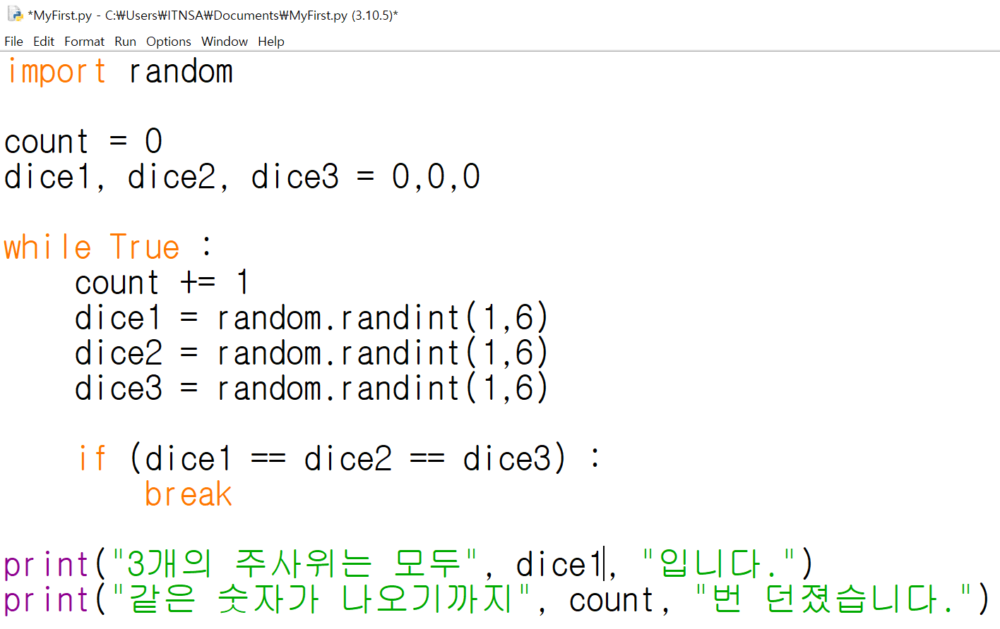 *MyFirst.py - C:₩Users₩ITNSA₩Documents₩MyFirst.py (3.10.5)*
File Edit Format Run Options Window Help
import random

count = 0
dice1, dice2, dice3 = 0,0,0

while True :
    count += 1
    dice1 = random.randint(1,6)
    dice2 = random.randint(1,6)
    dice3 = random.randint(1,6)

    if (dice1 == dice2 == dice3) :
        break

print("3개의 주사위는 모두", dice1, "입니다.")
print("같은 숫자가 나오기까지", count, "번 던졌습니다.")